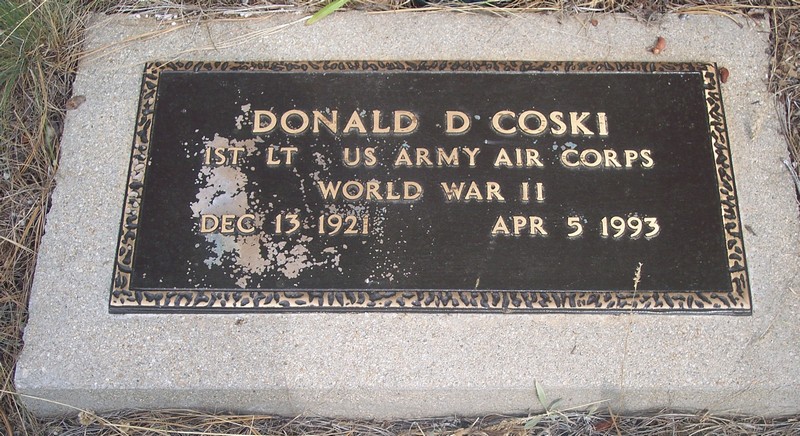 DONALD D COSKI
1ST LT US ARMY AIR CORPS
WORLD WAR II
DEC 13 1921 APR 5 1993